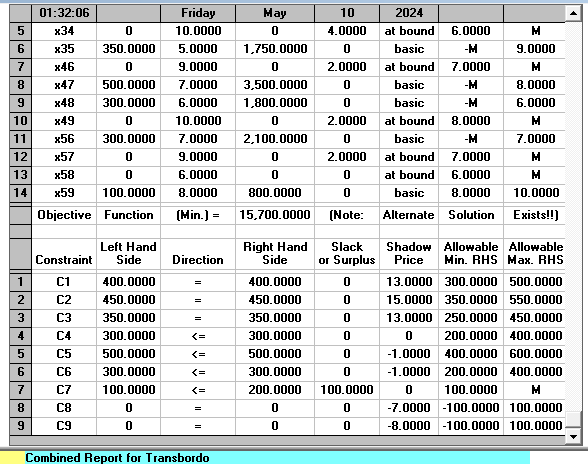 01:32:06 Friday May 10 2024
5 x34 0 10.0000 0 4.0000 at bound 6.0000 M
6 x35 350.0000 5.0000 1,750.0000 0 basic -M 9.0000
7 x46 0 9.0000 0 2.0000 at bound 7.0000 M
8 x47 500.0000 7.0000 3,500.0000 0 basic -M 8.0000
9 x48 300.0000 6.0000 1,800.0000 0 basic -M 6.0000
10 x49 0 10.0000 0 2.0000 at bound 8.0000 M
11 x56 300.0000 7.0000 2,100.0000 0 basic -M 7.0000
12 x57 0 9.0000 0 2.0000 at bound 7.0000 M
13 x58 0 6.0000 0 0 at bound 6.0000 M
14 x59 100.0000 8.0000 800.0000 0 basic 8.0000 10.0000
Objective Function (Min.) = 15,700.0000 (Note: Alternate Solution Exists!!)
Left Hand Right Hand Slack Shadow Allowable Allowable
Constraint Side Direction Side or Surplus Price Min. RHS Max. RHS
1 C1 400.0000 = 400.0000 0 13.0000 300.0000 500.0000
2 C2 450.0000 = 450.0000 0 15.0000 350.0000 550.0000
3 C3 350.0000 = 350.0000 0 13.0000 250.0000 450.0000
4 C4 300.0000 <= 300.0000 0 0 200.0000 400.0000
5 C5 500.0000 <= 500.0000 0 -1.0000 400.0000 600.0000
6 C6 300.0000 <= 300.0000 0 -1.0000 200.0000 400.0000
7 C7 100.0000 <= 200.0000 100.0000 0 100.0000 M
8 C8 0 = 0 0 -7.0000 -100.0000 100.0000
9 C9 0 = 0 0 -8.0000 -100.0000 100.0000
Combined Report for Transbordo